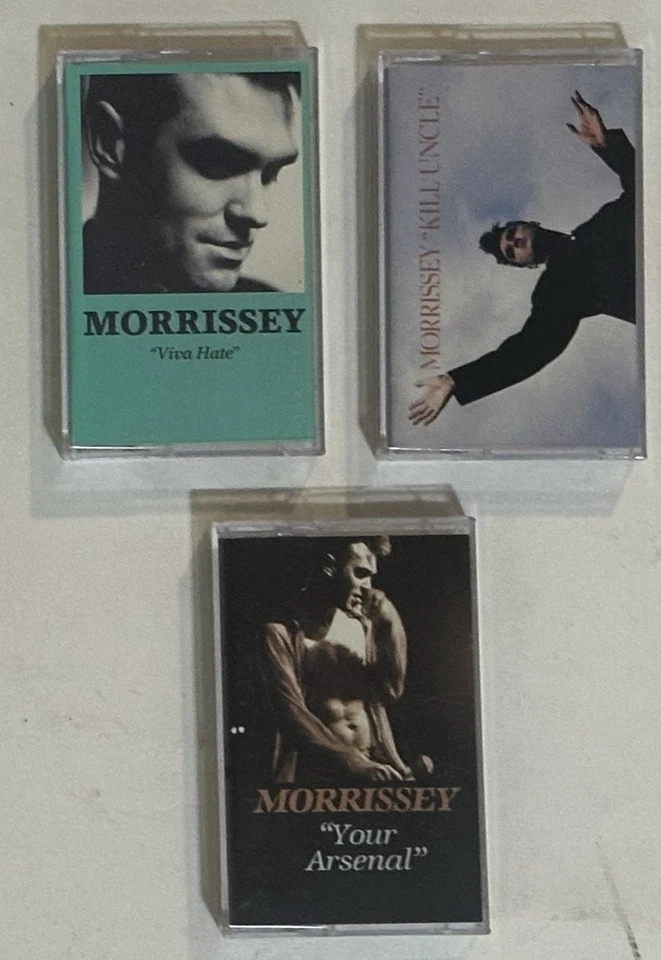 MORRISSEY
“Viva Hate”
MORRISSEY “KILL UNCLE”
MORRISSEY
“Your
Arsenal”